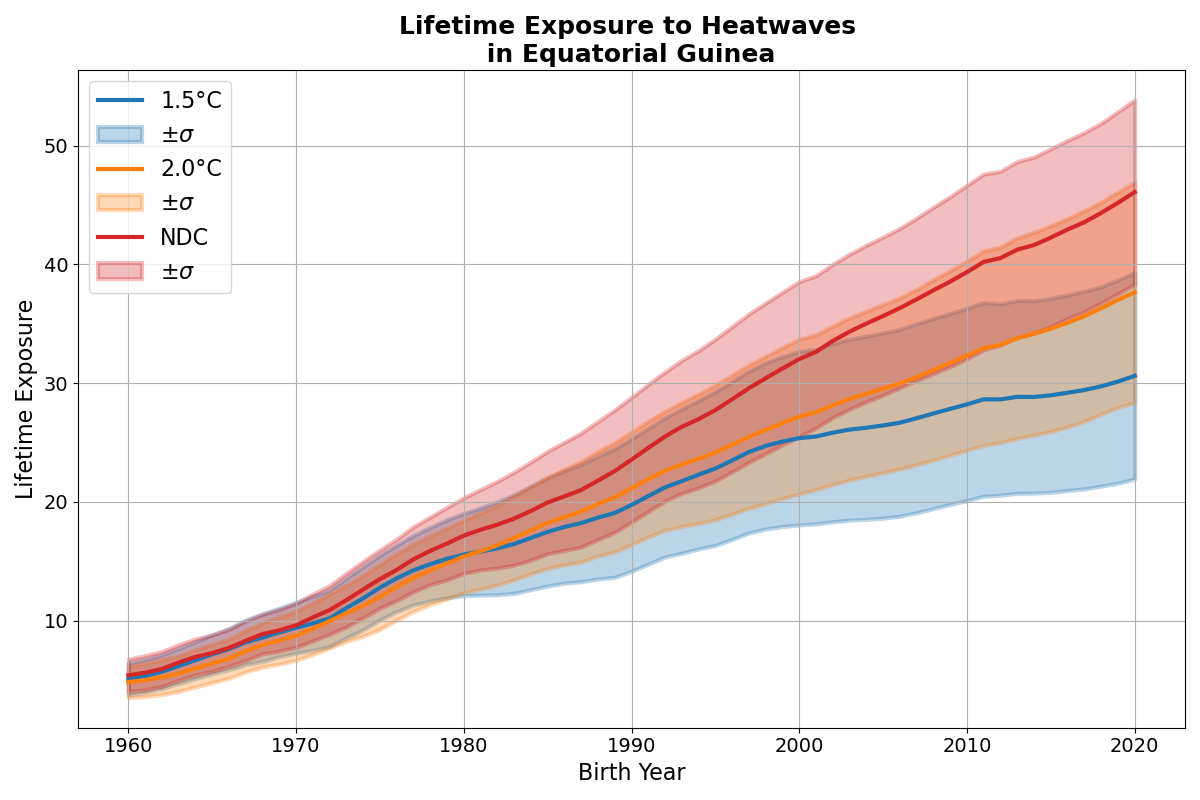 Lifetime Exposure to Heatwaves
in Equatorial Guinea
1.5°C
±σ
2.0°C
±σ
NDC
±σ
Lifetime Exposure
50
40
30
20
10
1960 1970 1980 1990 2000 2010 2020
Birth Year